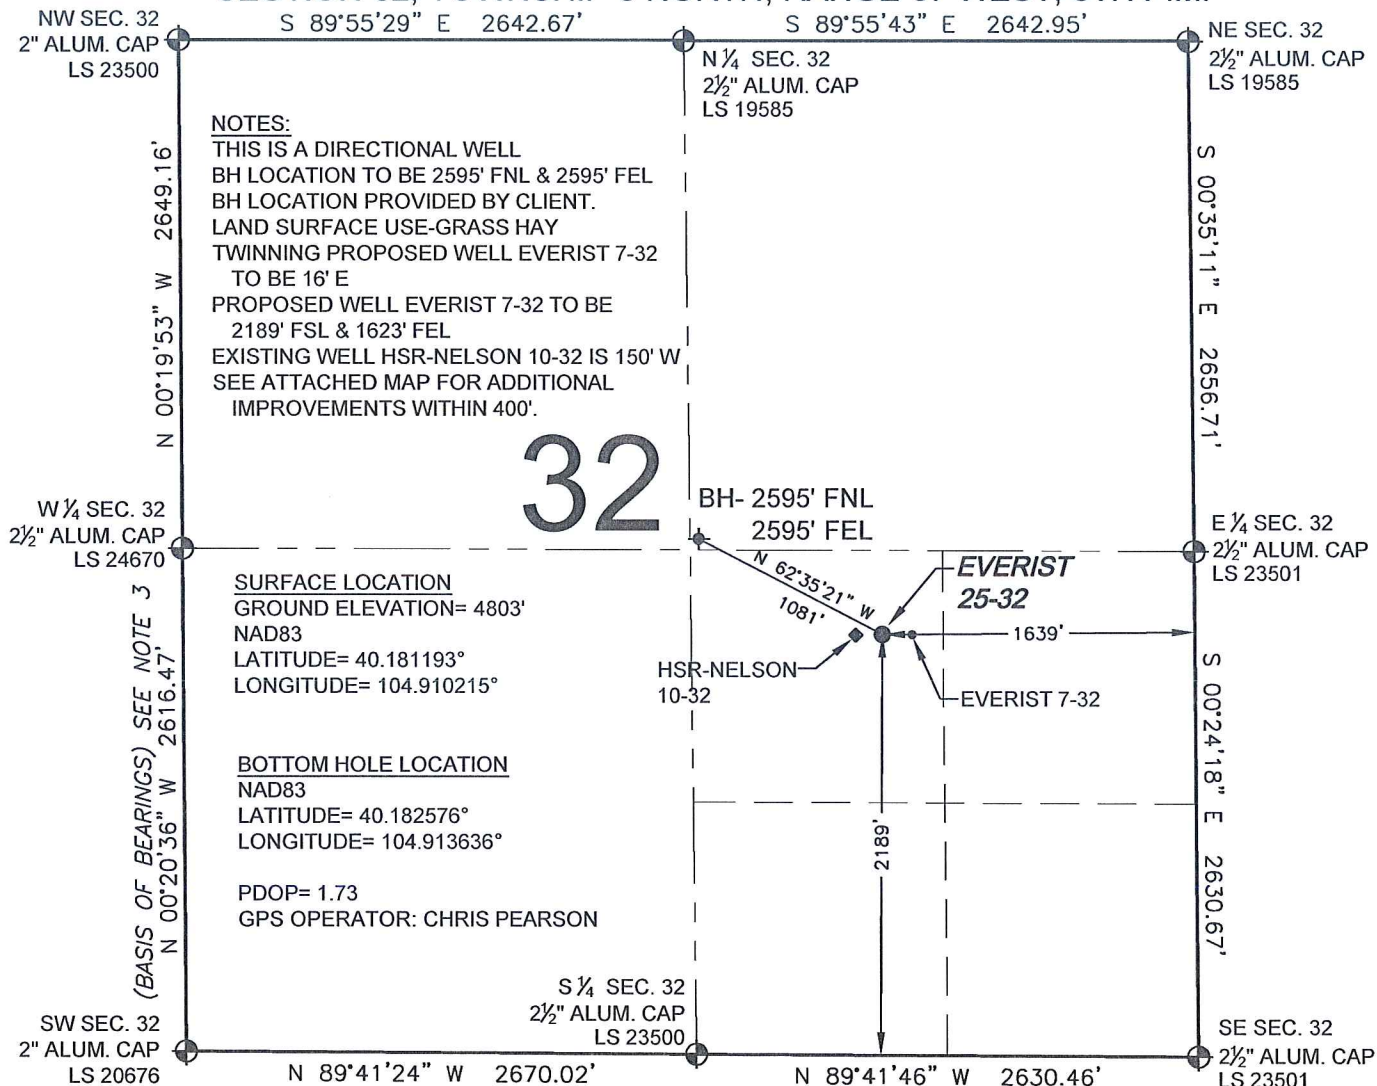 NW SEC. 32
2" ALUM. CAP
LS 23500
S 89°55'29" E 2642.67'
N 1/4 SEC. 32
2½" ALUM. CAP
LS 19585
S 89°55'43" E 2642.95'
NE SEC. 32
2½" ALUM. CAP
LS 19585
NOTES:
THIS IS A DIRECTIONAL WELL
BH LOCATION TO BE 2595' FNL & 2595' FEL
BH LOCATION PROVIDED BY CLIENT.
LAND SURFACE USE-GRASS HAY
TWINNING PROPOSED WELL EVERIST 7-32
TO BE 16' E
PROPOSED WELL EVERIST 7-32 TO BE
2189' FSL & 1623' FEL
EXISTING WELL HSR-NELSON 10-32 IS 150' W
SEE ATTACHED MAP FOR ADDITIONAL
IMPROVEMENTS WITHIN 400'.
N 00°19'53" W 2649.16'
S 00°35'11" E 2656.71'
32
BH- 2595' FNL
2595' FEL
W ¼ SEC. 32
2½" ALUM. CAP
LS 24670
E ¼ SEC. 32
2½" ALUM. CAP
LS 23501
N 62°35'21" W
1081'
EVERIST
25-32
1639'
HSR-NELSON
10-32
EVERIST 7-32
SURFACE LOCATION
GROUND ELEVATION= 4803'
NAD83
LATITUDE= 40.181193°
LONGITUDE= 104.910215°
BOTTOM HOLE LOCATION
NAD83
LATITUDE= 40.182576°
LONGITUDE= 104.913636°
PDOP= 1.73
GPS OPERATOR: CHRIS PEARSON
(BASIS OF BEARINGS) SEE NOTE 3
N 00°20'36" W 2616.47'
2189'
S 00°24'18" E 2630.67'
SW SEC. 32
2" ALUM. CAP
LS 20676
N 89°41'24" W 2670.02'
S ¼ SEC. 32
2½" ALUM. CAP
LS 23500
N 89°41'46" W 2630.46'
SE SEC. 32
2½" ALUM. CAP
LS 23501